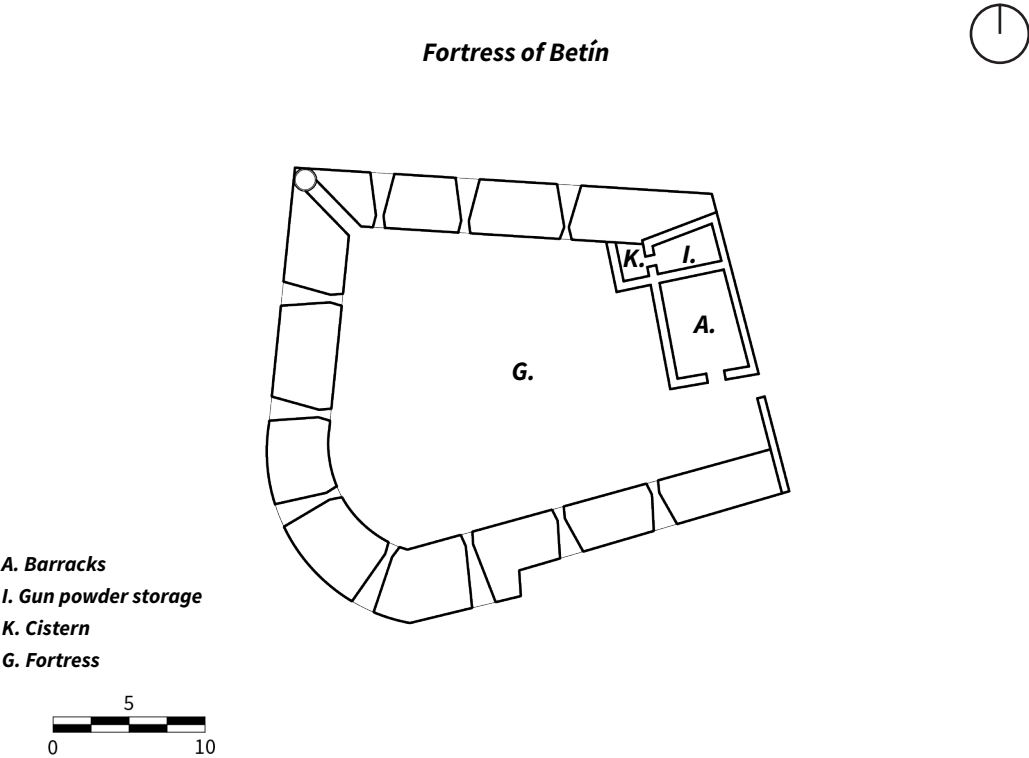 Fortress of Betín
K.
I.
A.
G.
A. Barracks
I. Gun powder storage
K. Cistern
G. Fortress
5
0 10